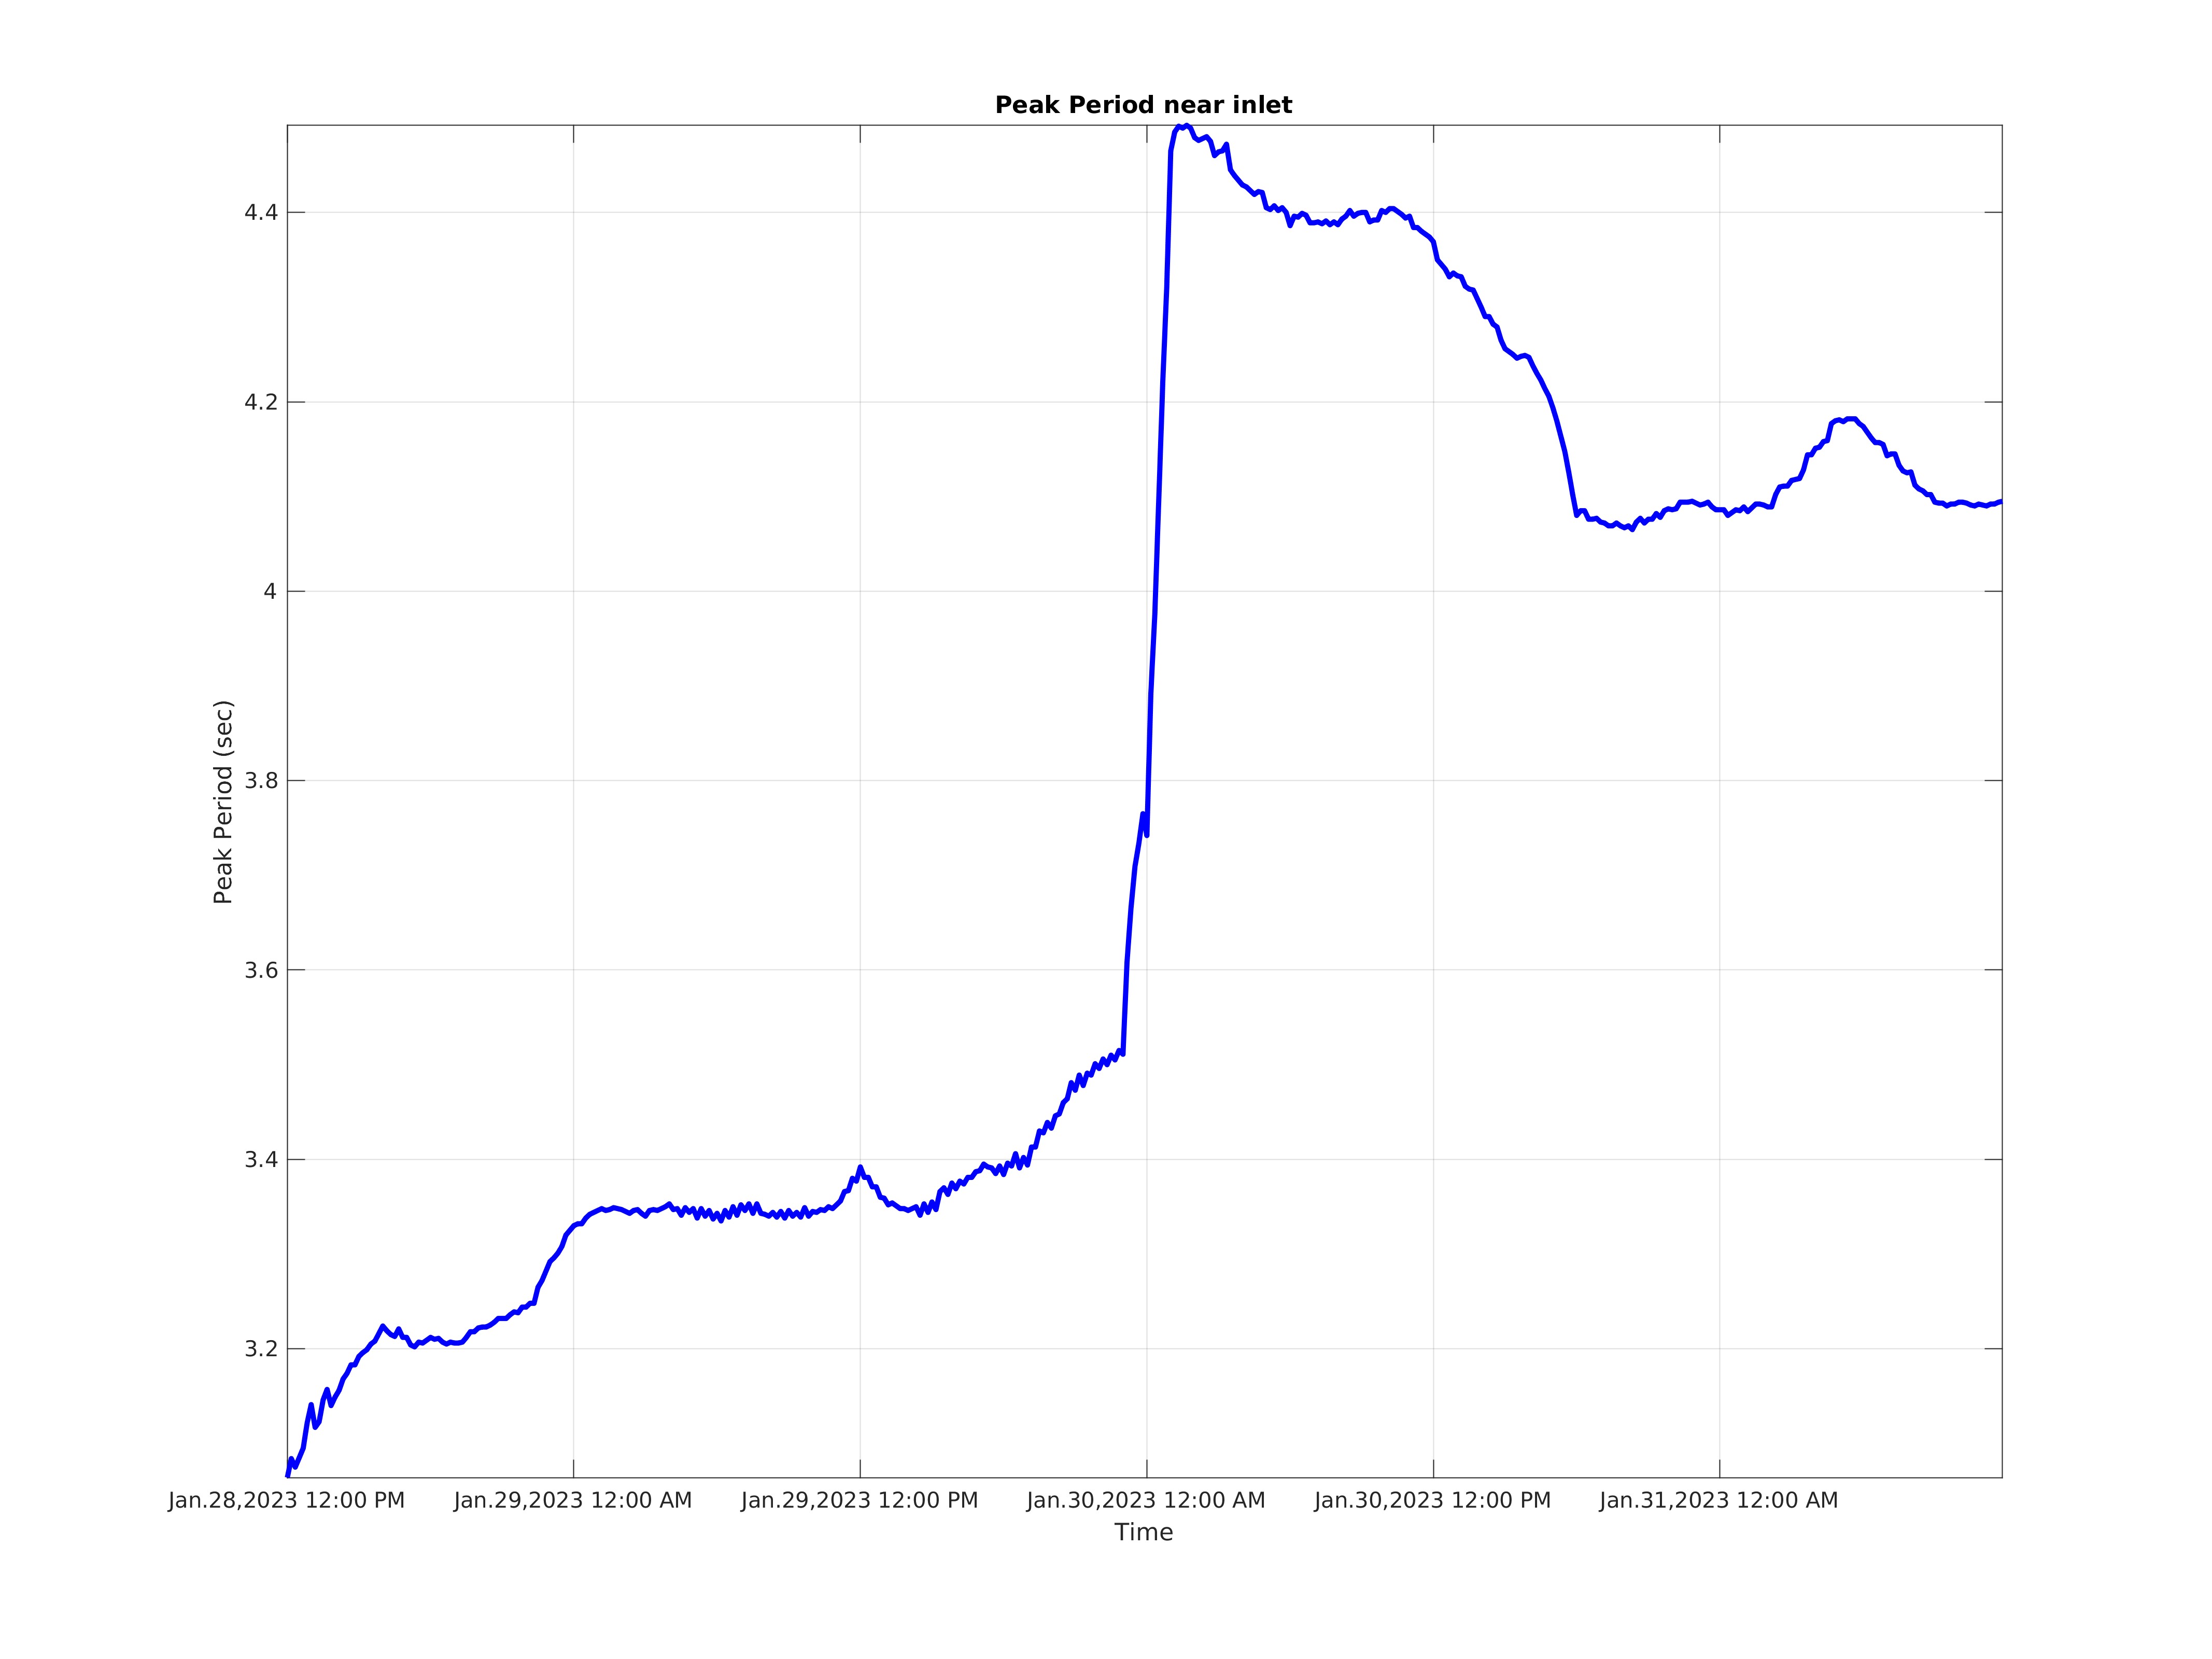 Peak Period near inlet
Peak Period (sec)
4.4
4.2
4
3.8
3.6
3.4
3.2
Jan.28,2023 12:00 PM
Jan.29,2023 12:00 AM
Jan.29,2023 12:00 PM
Jan.30,2023 12:00 AM
Jan.30,2023 12:00 PM
Jan.31,2023 12:00 AM
Time